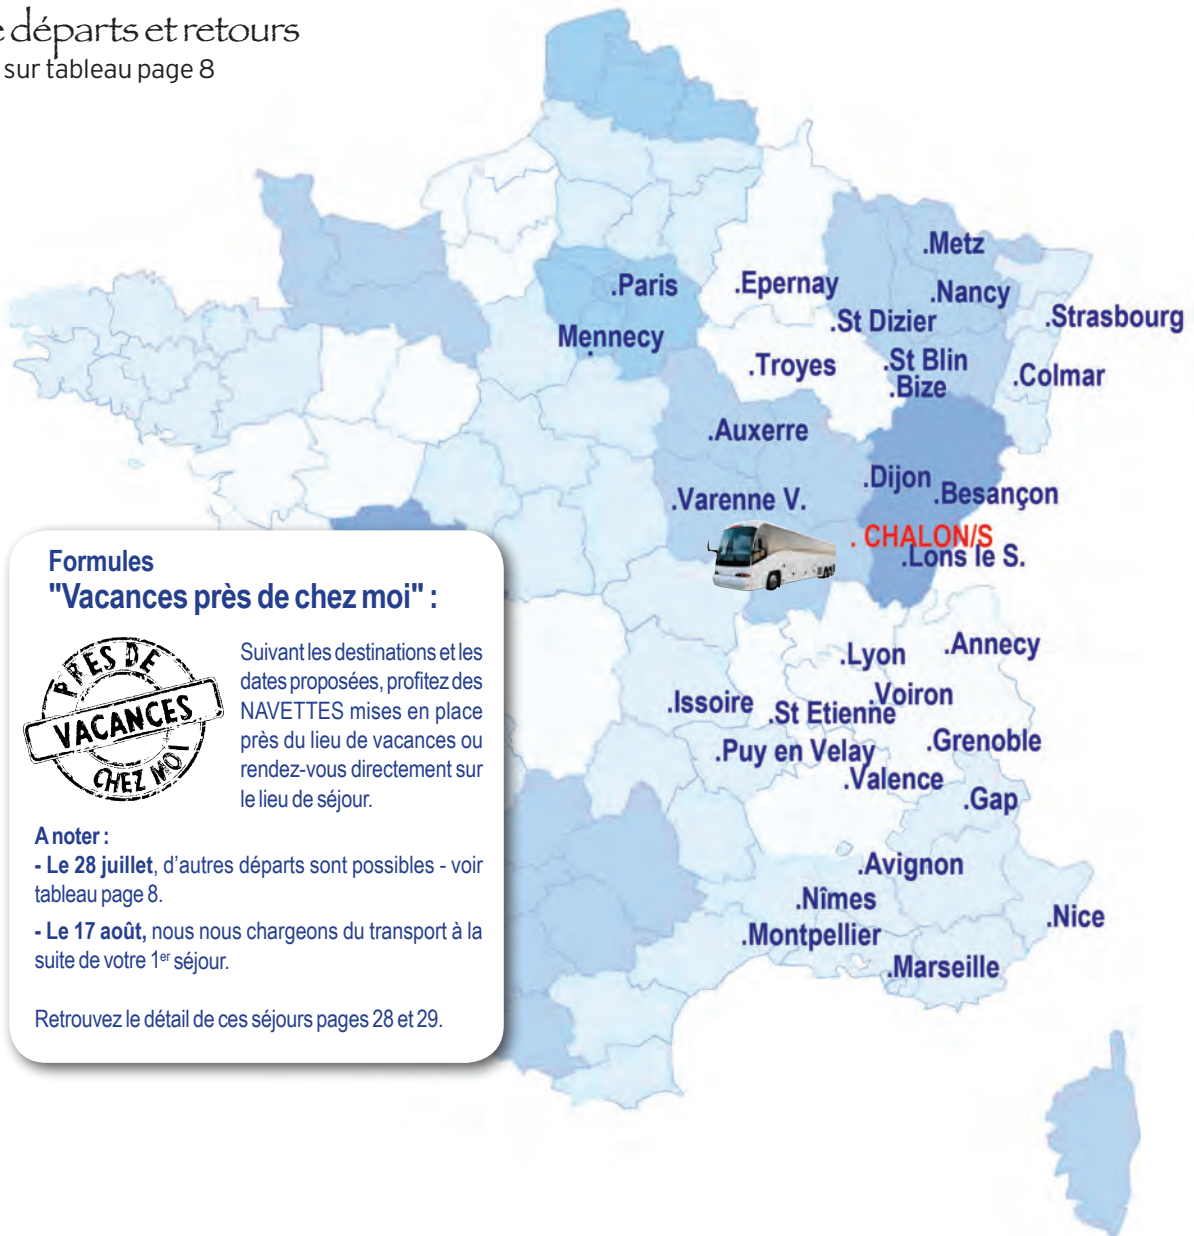 e départs et retours
sur tableau page 8
.Metz
.Paris
.Epernay
.Nancy
.St Dizier
.Strasbourg
Mennecy
.Troyes
.St Blin
.Bize
.Colmar
.Auxerre
.Dijon
.Besançon
.Varenne V.
. CHALON/S
.Lons le S.
Formules
"Vacances près de chez moi" :
PRES DE
VACANCES
CHEZ MOI
Suivant les destinations et les
dates proposées, profitez des
NAVETTES mises en place
près du lieu de vacances ou
rendez-vous directement sur
le lieu de séjour.
A noter :
- Le 28 juillet, d'autres départs sont possibles - voir
tableau page 8.
- Le 17 août, nous nous chargeons du transport à la
suite de votre 1er séjour.
Retrouvez le détail de ces séjours pages 28 et 29.
.Lyon
.Annecy
.Issoire
.St Etienne
.Voiron
.Puy en Velay
.Grenoble
.Valence
.Gap
.Avignon
.Nîmes
.Nice
.Montpellier
.Marseille